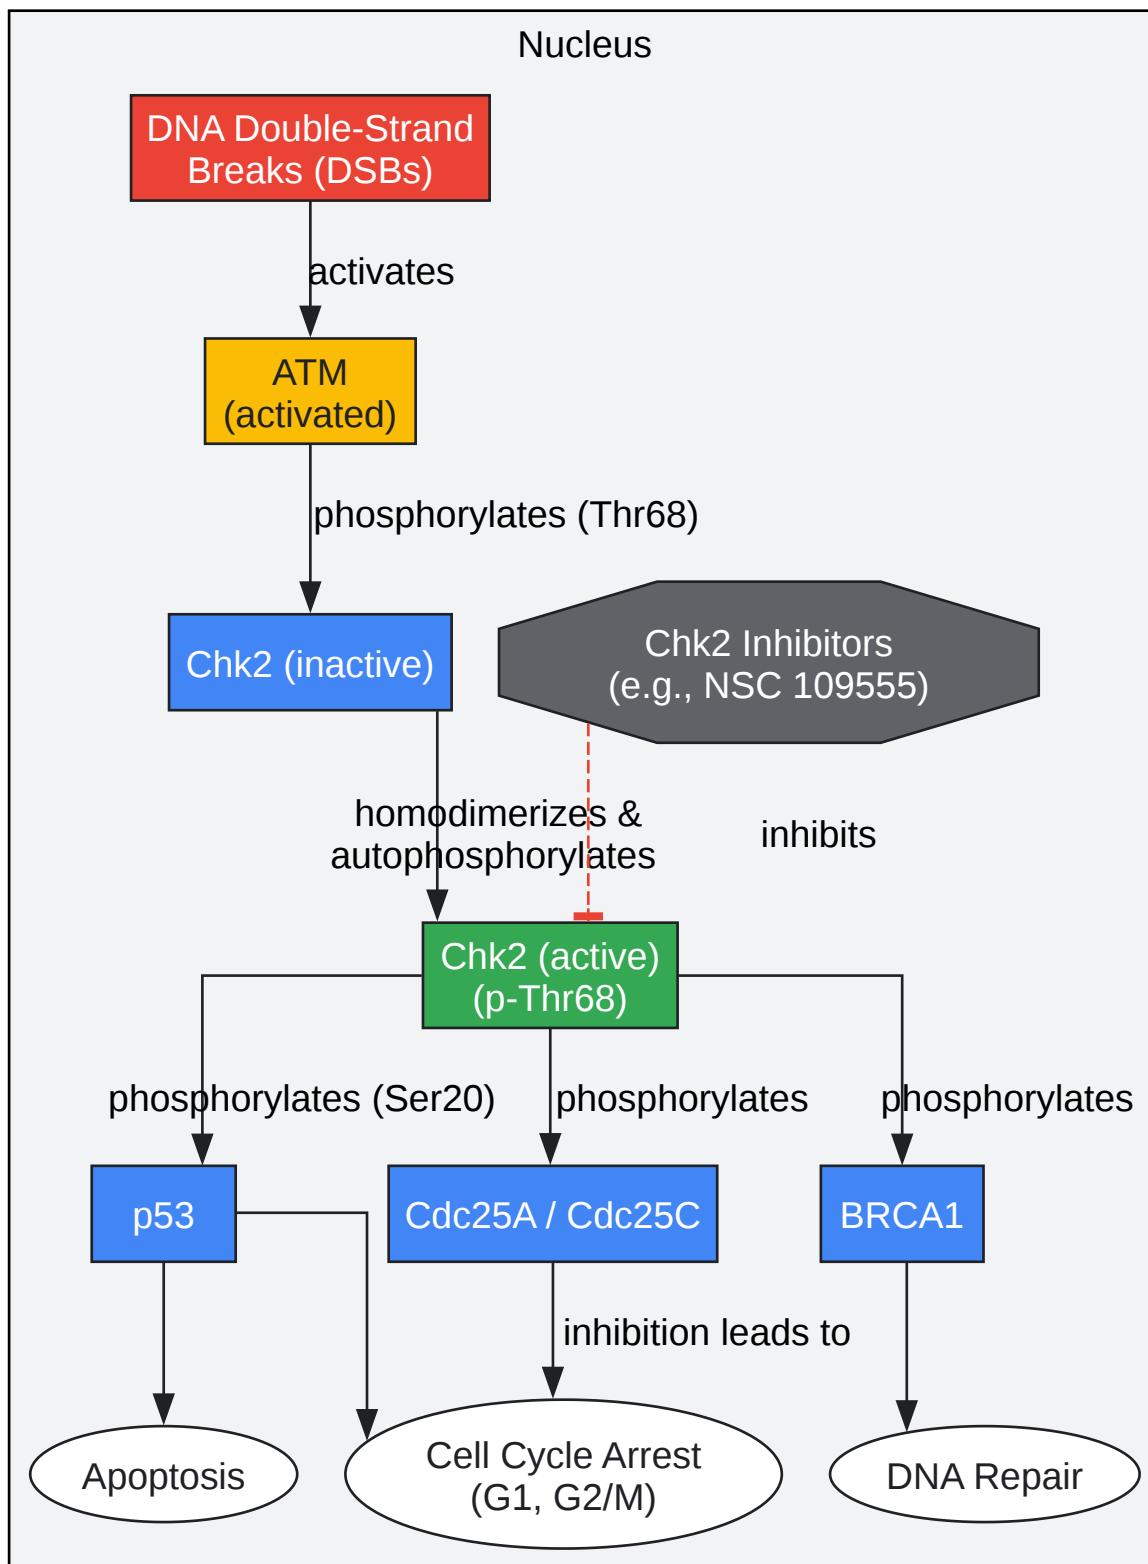 Nucleus
DNA Double-Strand
Breaks (DSBs)
activates
ATM
(activated)
phosphorylates (Thr68)
Chk2 (inactive)
Chk2 Inhibitors
(e.g., NSC 109555)
homodimerizes &
autophosphorylates
inhibits
Chk2 (active)
(p-Thr68)
phosphorylates (Ser20)
phosphorylates
phosphorylates
p53
Cdc25A / Cdc25C
BRCA1
inhibition leads to
Apoptosis
Cell Cycle Arrest
(G1, G2/M)
DNA Repair